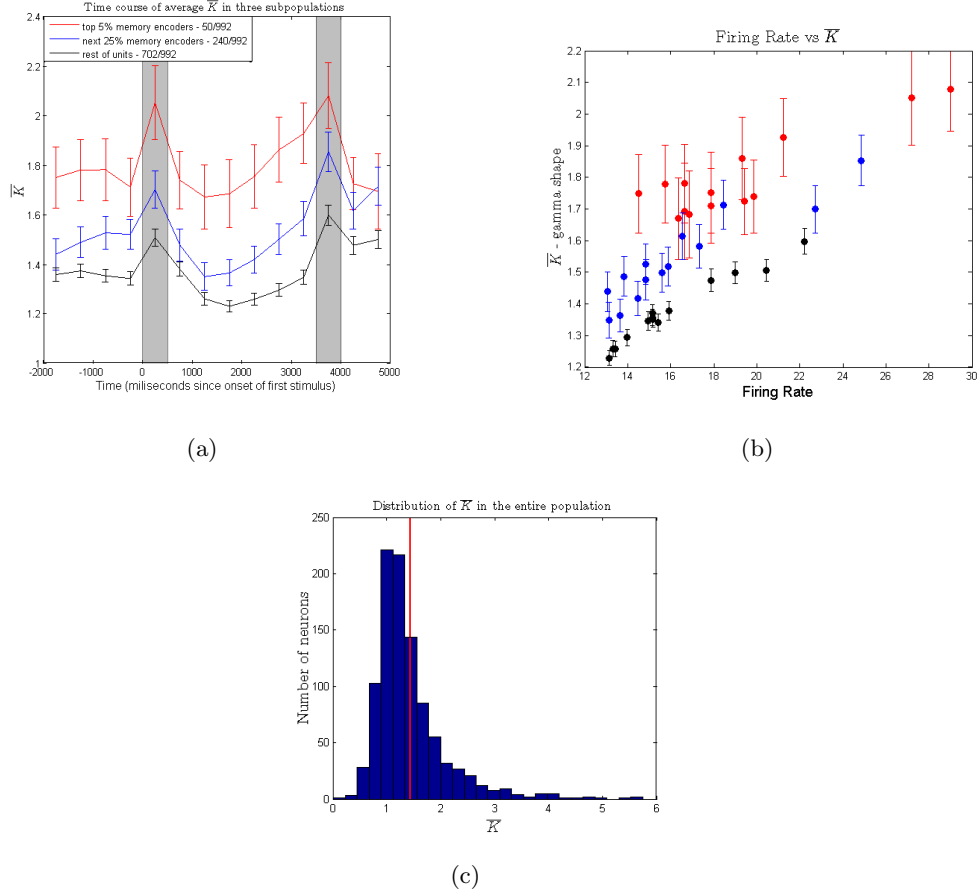 Time course of average K̅ in three subpopulations
2.4
2.2
2
1.8
1.6
1.4
1.2
1
K̅
top 5% memory encoders - 50/992
next 25% memory encoders - 240/992
rest of units - 702/992
-2000 -1000 0 1000 2000 3000 4000 5000
Time (miliseconds since onset of first stimulus)
(a)
Firing Rate vs K̅
2.2
2.1
2
1.9
1.8
1.7
1.6
1.5
1.4
1.3
1.2
K̅ - gamma shape
12 14 16 18 20 22 24 26 28 30
Firing Rate
(b)
Distribution of K̅ in the entire population
250
200
150
100
50
0
Number of neurons
0 1 2 3 4 5 6
K̅
(c)